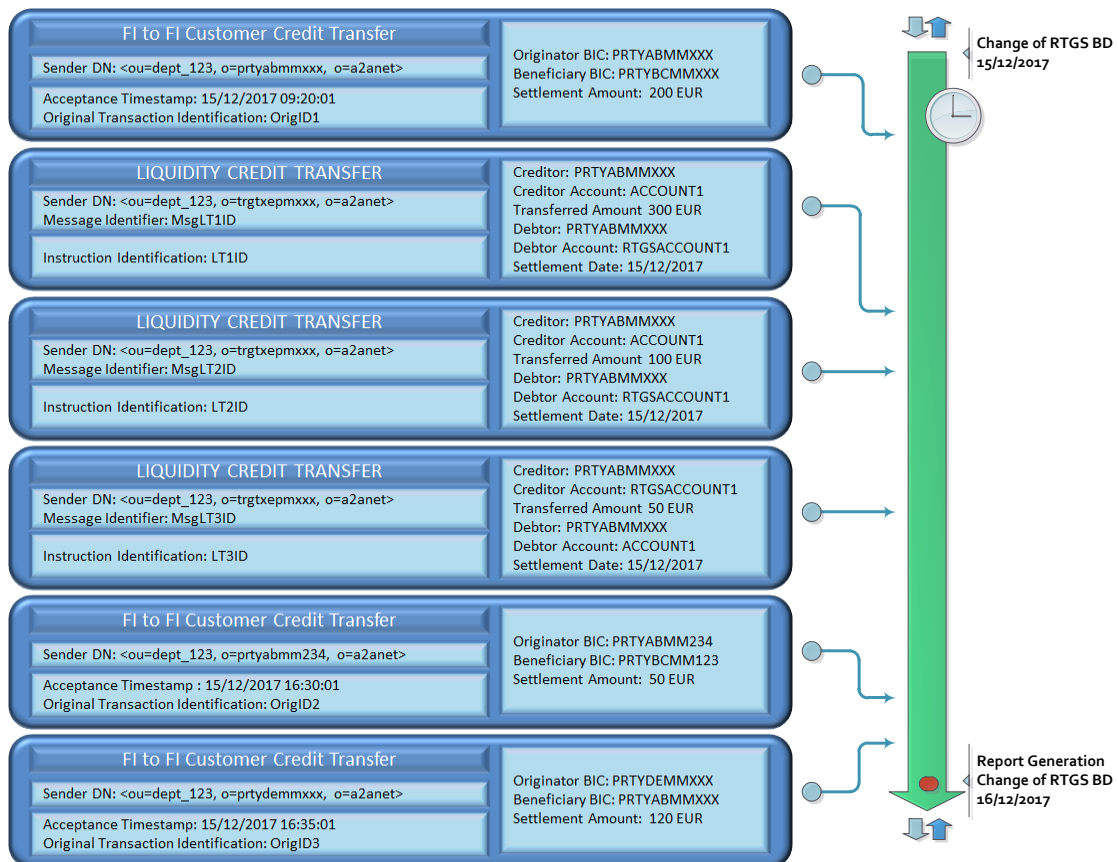 FI to FI Customer Credit Transfer
Sender DN: <ou=dept_123, o=prtyabmmxxx, o=a2anet>
Acceptance Timestamp: 15/12/2017 09:20:01
Original Transaction Identification: OrigID1
Originator BIC: PRTYABMMXXX
Beneficiary BIC: PRTYBCMMXXX
Settlement Amount: 200 EUR
Change of RTGS BD
15/12/2017
LIQUIDITY CREDIT TRANSFER
Sender DN: <ou=dept_123, o=trgtxepmxxx, o=a2anet>
Message Identifier: MsgLT1ID
Instruction Identification: LT1ID
Creditor: PRTYABMMXXX
Creditor Account: ACCOUNT1
Transferred Amount 300 EUR
Debtor: PRTYABMMXXX
Debtor Account: RTGSACCOUNT1
Settlement Date: 15/12/2017
LIQUIDITY CREDIT TRANSFER
Sender DN: <ou=dept_123, o=trgtxepmxxx, o=a2anet>
Message Identifier: MsgLT2ID
Instruction Identification: LT2ID
Creditor: PRTYABMMXXX
Creditor Account: ACCOUNT1
Transferred Amount 100 EUR
Debtor: PRTYABMMXXX
Debtor Account: RTGSACCOUNT1
Settlement Date: 15/12/2017
LIQUIDITY CREDIT TRANSFER
Sender DN: <ou=dept_123, o=trgtxepmxxx, o=a2anet>
Message Identifier: MsgLT3ID
Instruction Identification: LT3ID
Creditor: PRTYABMMXXX
Creditor Account: RTGSACCOUNT1
Transferred Amount 50 EUR
Debtor: PRTYABMMXXX
Debtor Account: ACCOUNT1
Settlement Date: 15/12/2017
FI to FI Customer Credit Transfer
Sender DN: <ou=dept_123, o=prtyabmm234, o=a2anet>
Acceptance Timestamp : 15/12/2017 16:30:01
Original Transaction Identification: OrigID2
Originator BIC: PRTYABMM234
Beneficiary BIC: PRTYBCMM123
Settlement Amount: 50 EUR
FI to FI Customer Credit Transfer
Sender DN: <ou=dept_123, o=prtydemmxxx, o=a2anet>
Acceptance Timestamp: 15/12/2017 16:35:01
Original Transaction Identification: OrigID3
Originator BIC: PRTYDEMMXXX
Beneficiary BIC: PRTYABMMXXX
Settlement Amount: 120 EUR
Report Generation
Change of RTGS BD
16/12/2017